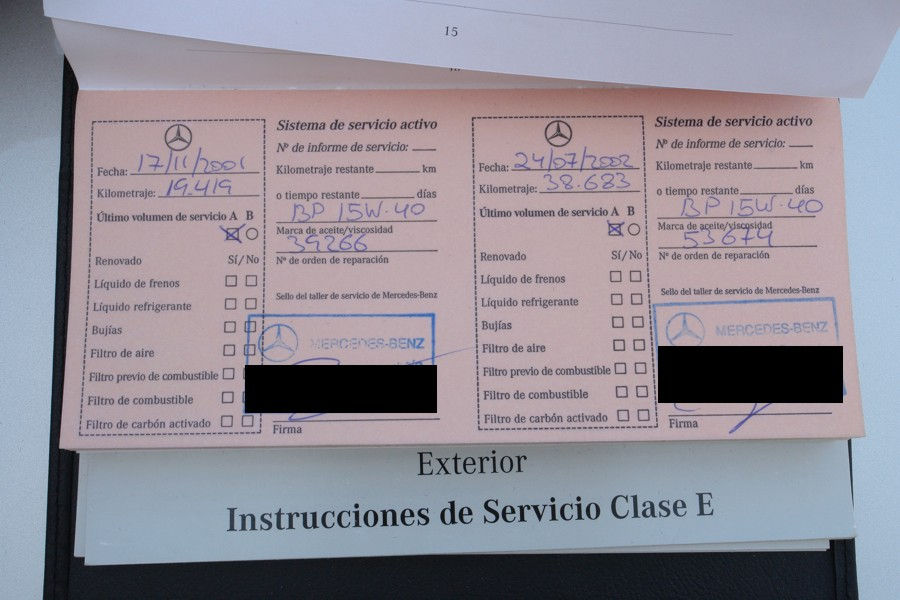 15
Fecha: 17/11/2001
Kilometraje: 19.419
Último volumen de servicio A B
Renovado Sí/No
Líquido de frenos
Líquido refrigerante
Bujías
Filtro de aire
Filtro previo de combustible
Filtro de combustible
Filtro de carbón activado
Sistema de servicio activo
Nº de informe de servicio:
Kilometraje restante km
o tiempo restante días
BP 15W-40
Marca de aceite/viscosidad
39266
Nº de orden de reparación
Sello del taller de servicio de Mercedes-Benz
MERCEDES-BENZ
Firma
Fecha: 24/07/2002
Kilometraje: 38.683
Último volumen de servicio A B
Renovado Sí/No
Líquido de frenos
Líquido refrigerante
Bujías
Filtro de aire
Filtro previo de combustible
Filtro de combustible
Filtro de carbón activado
Sistema de servicio activo
Nº de informe de servicio:
Kilometraje restante km
o tiempo restante días
BP 15W-40
Marca de aceite/viscosidad
53674
Nº de orden de reparación
Sello del taller de servicio de Mercedes-Benz
MERCEDES-BENZ
Firma
Exterior
Instrucciones de Servicio Clase E